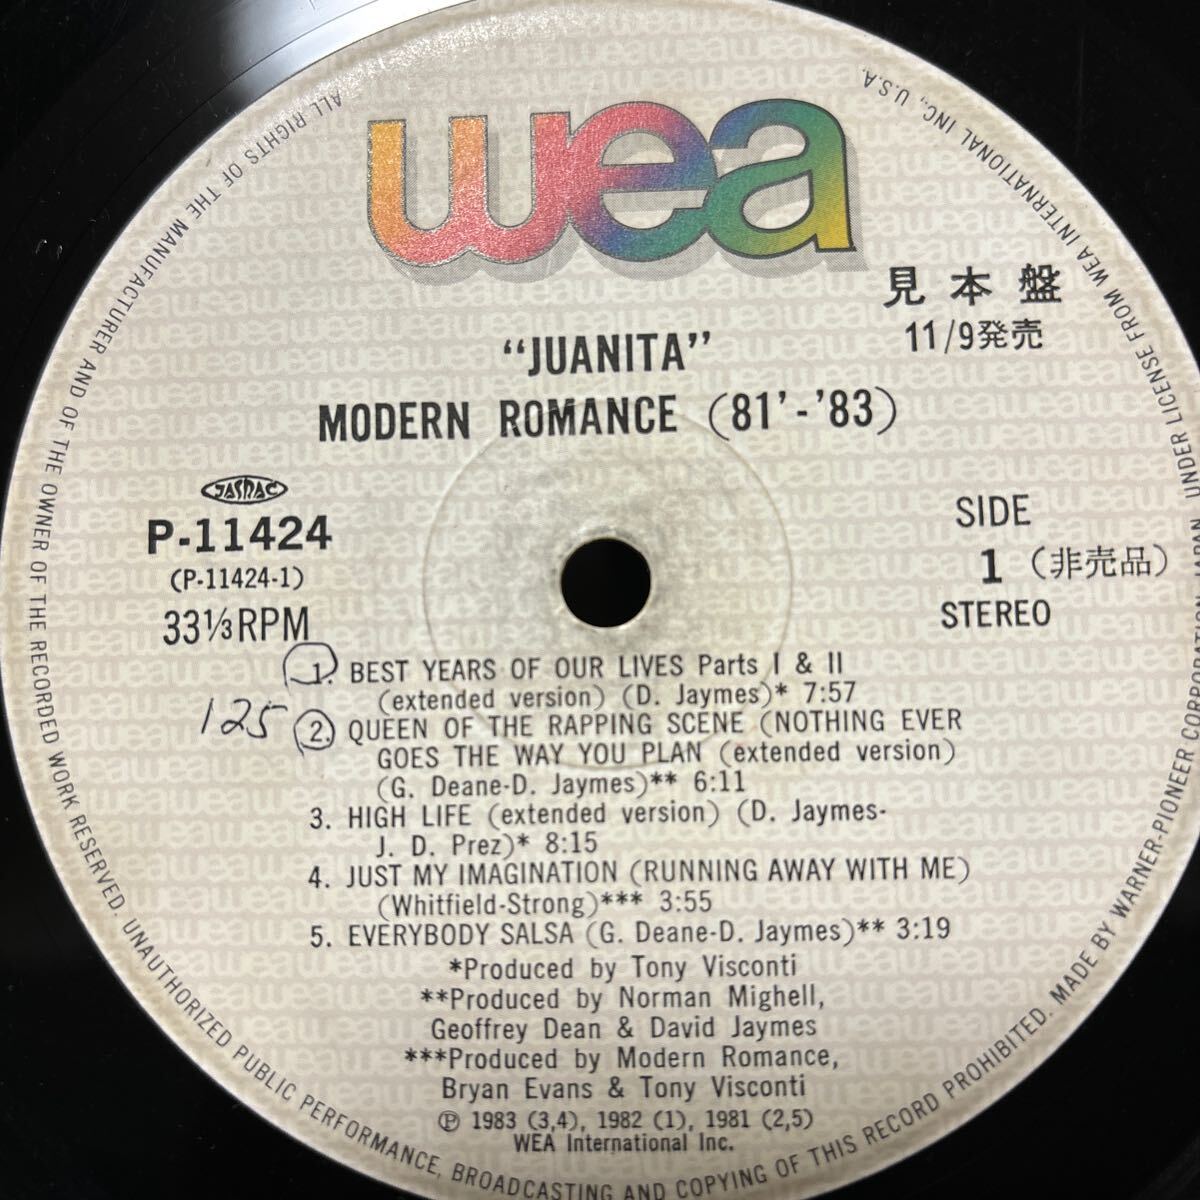 wea
見本盤
11/9発売
“JUANITA”
MODERN ROMANCE (81'-'83)
JASRAC
P-11424
(P-11424-1)
33⅓RPM
SIDE
1 (非売品)
STEREO
1. BEST YEARS OF OUR LIVES Parts I & II
(extended version) (D. Jaymes)* 7:57
125
2. QUEEN OF THE RAPPING SCENE (NOTHING EVER
GOES THE WAY YOU PLAN (extended version)
(G. Deane-D. Jaymes)** 6:11
3. HIGH LIFE (extended version) (D. Jaymes-
J. D. Prez)* 8:15
4. JUST MY IMAGINATION (RUNNING AWAY WITH ME)
(Whitfield-Strong)*** 3:55
5. EVERYBODY SALSA (G. Deane-D. Jaymes)** 3:19
*Produced by Tony Visconti
**Produced by Norman Mighell,
Geoffrey Dean & David Jaymes
***Produced by Modern Romance,
Bryan Evans & Tony Visconti
Ⓟ 1983 (3,4), 1982 (1), 1981 (2,5)
WEA International Inc.
ALL RIGHTS OF THE MANUFACTURER AND OF THE OWNER OF THE RECORDED WORK RESERVED. UNAUTHORIZED PUBLIC PERFORMANCE, BROADCASTING AND COPYING OF THIS RECORD PROHIBITED. MADE BY WARNER-PIONEER CORPORATION, JAPAN UNDER LICENSE FROM WEA INTERNATIONAL INC., U.S.A.